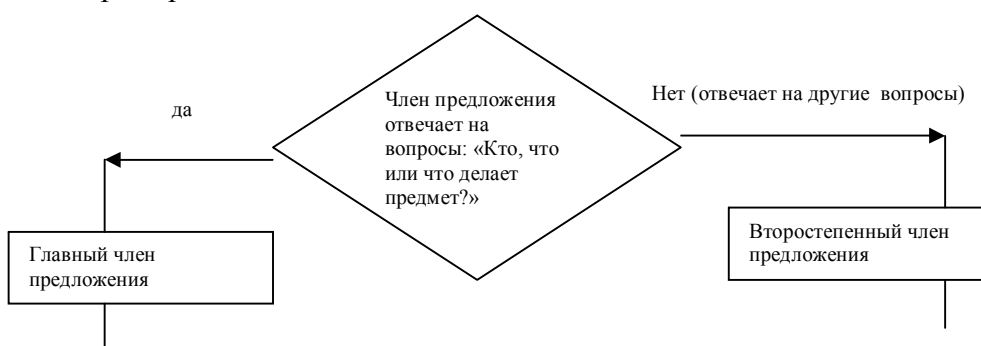 да
Член предложения
отвечает на
вопросы: «Кто, что
или что делает
предмет?»
Нет (отвечает на другие вопросы)
Главный член
предложения
Второстепенный член
предложения